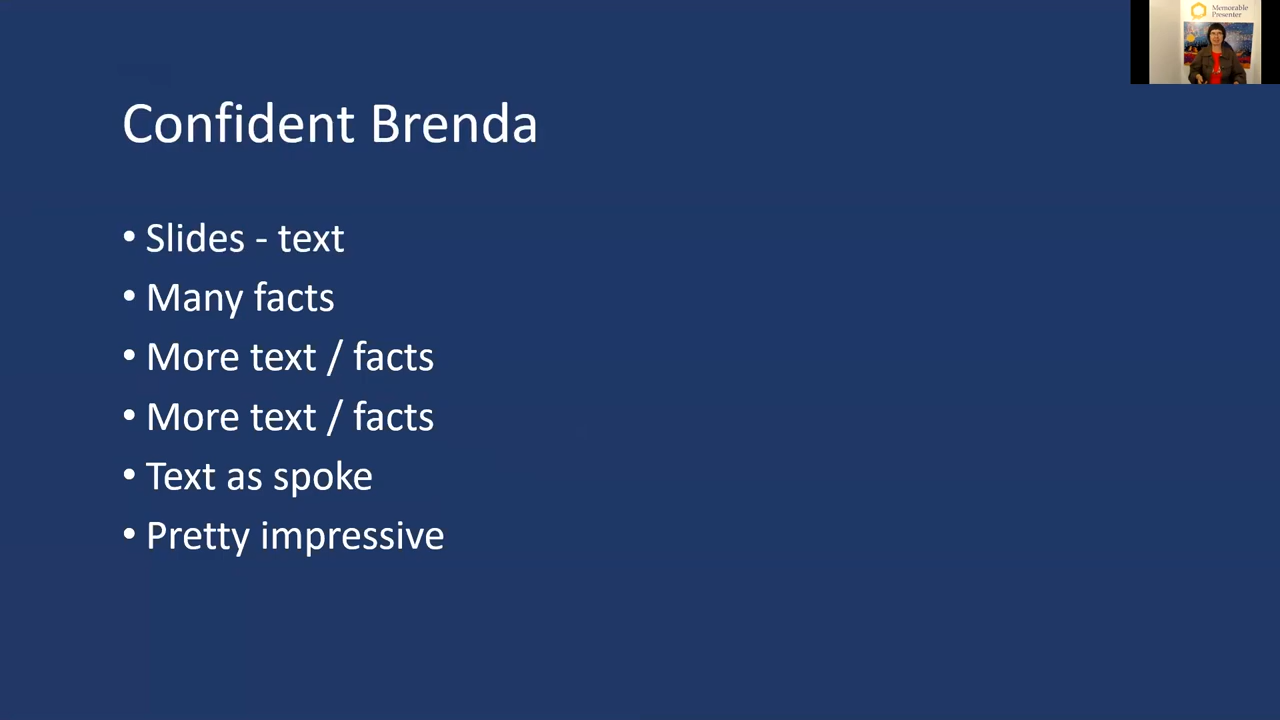 Memorable
Presenter
Confident Brenda
• Slides - text
• Many facts
• More text / facts
• More text / facts
• Text as spoke
• Pretty impressive